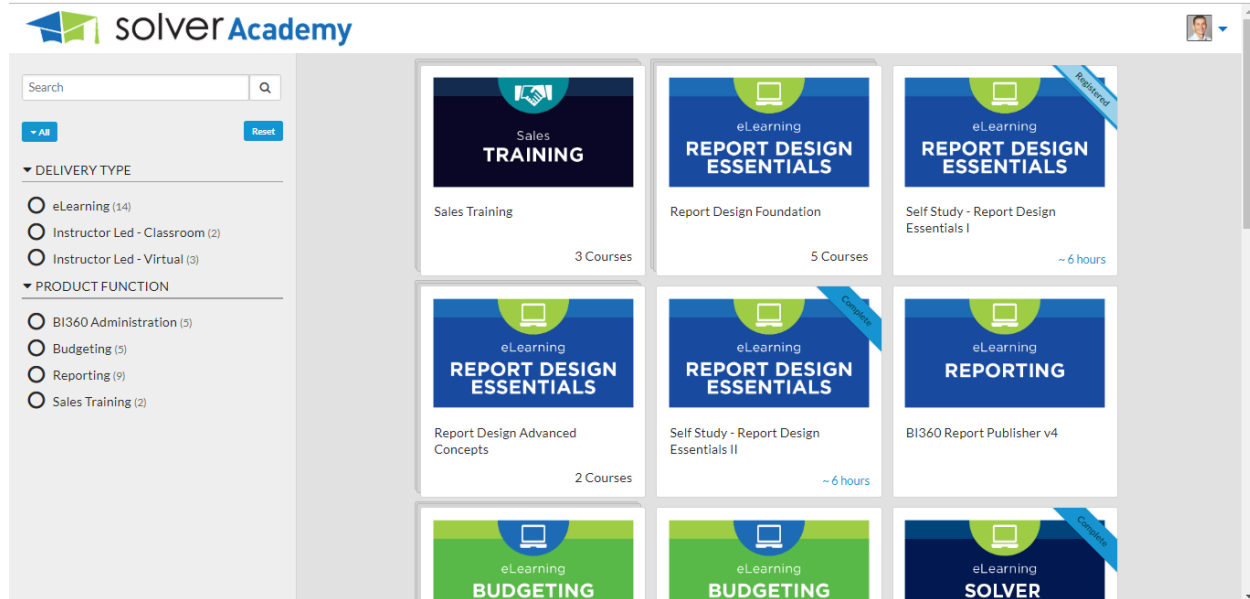 solver Academy
Search
All
Reset
DELIVERY TYPE
eLearning (14)
Instructor Led - Classroom (2)
Instructor Led - Virtual (3)
PRODUCT FUNCTION
BI360 Administration (5)
Budgeting (5)
Reporting (9)
Sales Training (2)
Sales
TRAINING
Sales Training
3 Courses
eLearning
REPORT DESIGN
ESSENTIALS
Report Design Foundation
5 Courses
Registered
eLearning
REPORT DESIGN
ESSENTIALS
Self Study - Report Design
Essentials I
~ 6 hours
eLearning
REPORT DESIGN
ESSENTIALS
Report Design Advanced
Concepts
2 Courses
Complete
eLearning
REPORT DESIGN
ESSENTIALS
Self Study - Report Design
Essentials II
~ 6 hours
eLearning
REPORTING
BI360 Report Publisher v4
eLearning
BUDGETING
eLearning
BUDGETING
Complete
eLearning
SOLVER